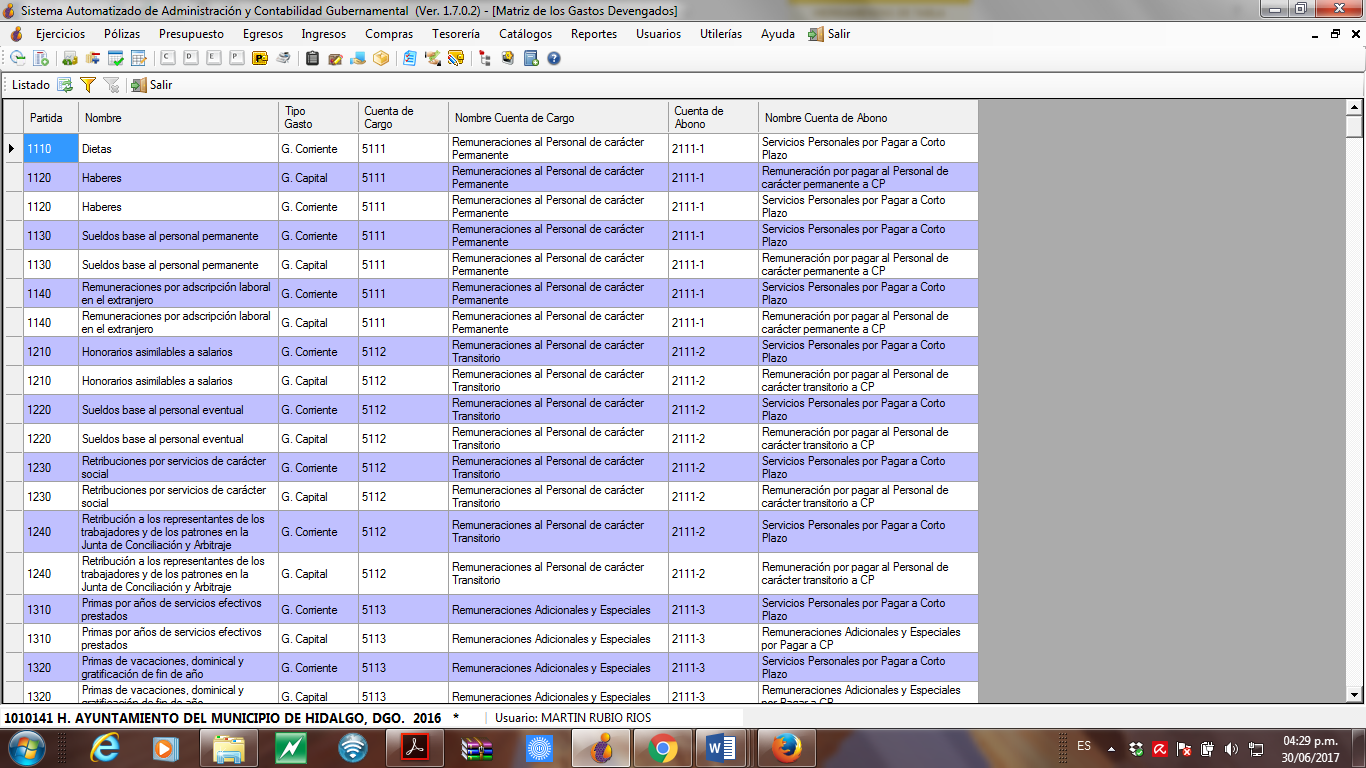 Sistema Automatizado de Administración y Contabilidad Gubernamental (Ver. 1.7.0.2) - [Matriz de los Gastos Devengados]
Ejercicios Pólizas Presupuesto Egresos Ingresos Compras Tesorería Catálogos Reportes Usuarios Utilerías Ayuda Salir
C D E P
Listado Salir
Partida Nombre Tipo Gasto Cuenta de Cargo Nombre Cuenta de Cargo Cuenta de Abono Nombre Cuenta de Abono
1110 Dietas G. Corriente 5111 Remuneraciones al Personal de carácter Permanente 2111-1 Servicios Personales por Pagar a Corto Plazo
1120 Haberes G. Capital 5111 Remuneraciones al Personal de carácter Permanente 2111-1 Remuneración por pagar al Personal de carácter permanente a CP
1120 Haberes G. Corriente 5111 Remuneraciones al Personal de carácter Permanente 2111-1 Servicios Personales por Pagar a Corto Plazo
1130 Sueldos base al personal permanente G. Corriente 5111 Remuneraciones al Personal de carácter Permanente 2111-1 Servicios Personales por Pagar a Corto Plazo
1130 Sueldos base al personal permanente G. Capital 5111 Remuneraciones al Personal de carácter Permanente 2111-1 Remuneración por pagar al Personal de carácter permanente a CP
1140 Remuneraciones por adscripción laboral en el extranjero G. Corriente 5111 Remuneraciones al Personal de carácter Permanente 2111-1 Servicios Personales por Pagar a Corto Plazo
1140 Remuneraciones por adscripción laboral en el extranjero G. Capital 5111 Remuneraciones al Personal de carácter Permanente 2111-1 Remuneración por pagar al Personal de carácter permanente a CP
1210 Honorarios asimilables a salarios G. Corriente 5112 Remuneraciones al Personal de carácter Transitorio 2111-2 Servicios Personales por Pagar a Corto Plazo
1210 Honorarios asimilables a salarios G. Capital 5112 Remuneraciones al Personal de carácter Transitorio 2111-2 Remuneración por pagar al Personal de carácter transitorio a CP
1220 Sueldos base al personal eventual G. Corriente 5112 Remuneraciones al Personal de carácter Transitorio 2111-2 Servicios Personales por Pagar a Corto Plazo
1220 Sueldos base al personal eventual G. Capital 5112 Remuneraciones al Personal de carácter Transitorio 2111-2 Remuneración por pagar al Personal de carácter transitorio a CP
1230 Retribuciones por servicios de carácter social G. Corriente 5112 Remuneraciones al Personal de carácter Transitorio 2111-2 Servicios Personales por Pagar a Corto Plazo
1230 Retribuciones por servicios de carácter social G. Capital 5112 Remuneraciones al Personal de carácter Transitorio 2111-2 Remuneración por pagar al Personal de carácter transitorio a CP
1240 Retribución a los representantes de los trabajadores y de los patrones en la Junta de Conciliación y Arbitraje G. Corriente 5112 Remuneraciones al Personal de carácter Transitorio 2111-2 Servicios Personales por Pagar a Corto Plazo
1240 Retribución a los representantes de los trabajadores y de los patrones en la Junta de Conciliación y Arbitraje G. Capital 5112 Remuneraciones al Personal de carácter Transitorio 2111-2 Remuneración por pagar al Personal de carácter transitorio a CP
1310 Primas por años de servicios efectivos prestados G. Corriente 5113 Remuneraciones Adicionales y Especiales 2111-3 Servicios Personales por Pagar a Corto Plazo
1310 Primas por años de servicios efectivos prestados G. Capital 5113 Remuneraciones Adicionales y Especiales 2111-3 Remuneraciones Adicionales y Especiales por Pagar a CP
1320 Primas de vacaciones, dominical y gratificación de fin de año G. Corriente 5113 Remuneraciones Adicionales y Especiales 2111-3 Servicios Personales por Pagar a Corto Plazo
1320 Primas de vacaciones, dominical y gratificación de fin de año G. Capital 5113 Remuneraciones Adicionales y Especiales 2111-3 Remuneraciones Adicionales y Especiales por Pagar a CP
1010141 H. AYUNTAMIENTO DEL MUNICIPIO DE HIDALGO, DGO. 2016 * Usuario: MARTIN RUBIO RIOS
ES 04:29 p.m.
30/06/2017